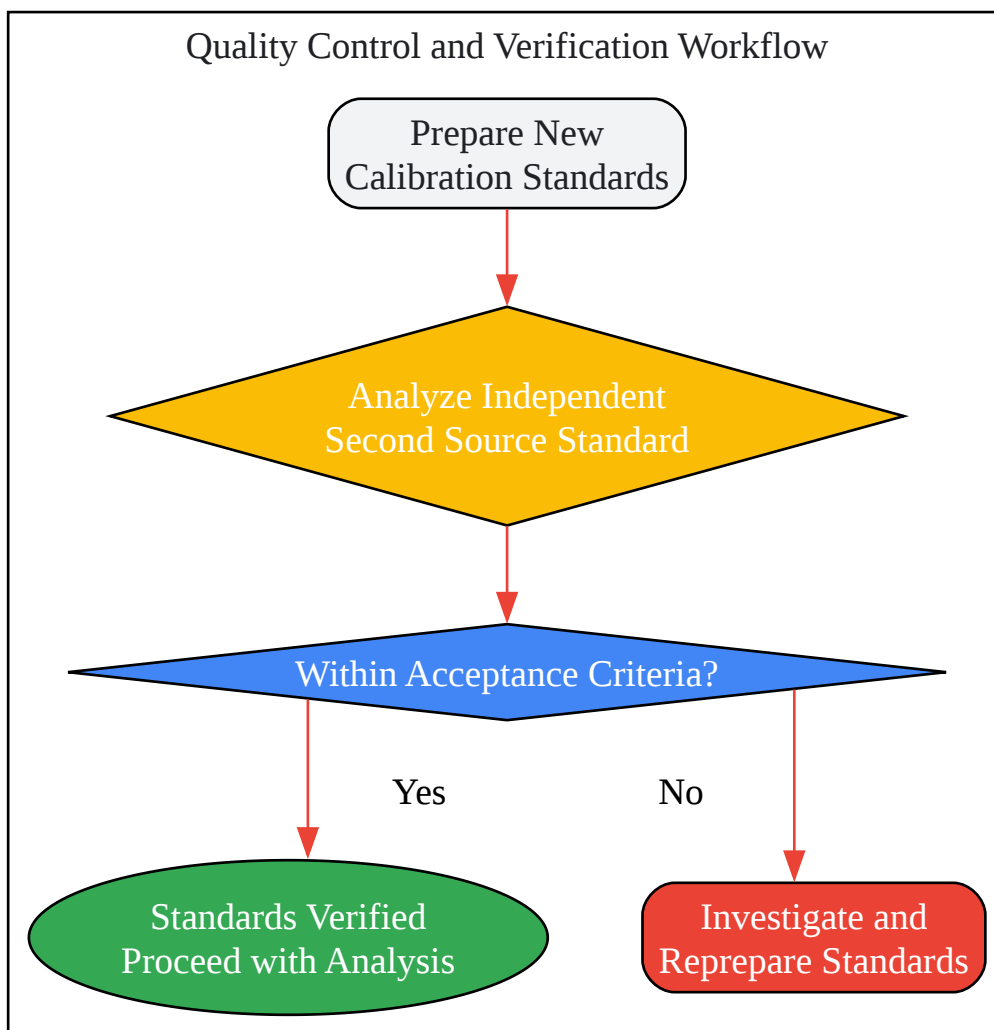 Quality Control and Verification Workflow
Prepare New
Calibration Standards
Analyze Independent
Second Source Standard
Within Acceptance Criteria?
Yes
No
Standards Verified
Proceed with Analysis
Investigate and
Reprepare Standards